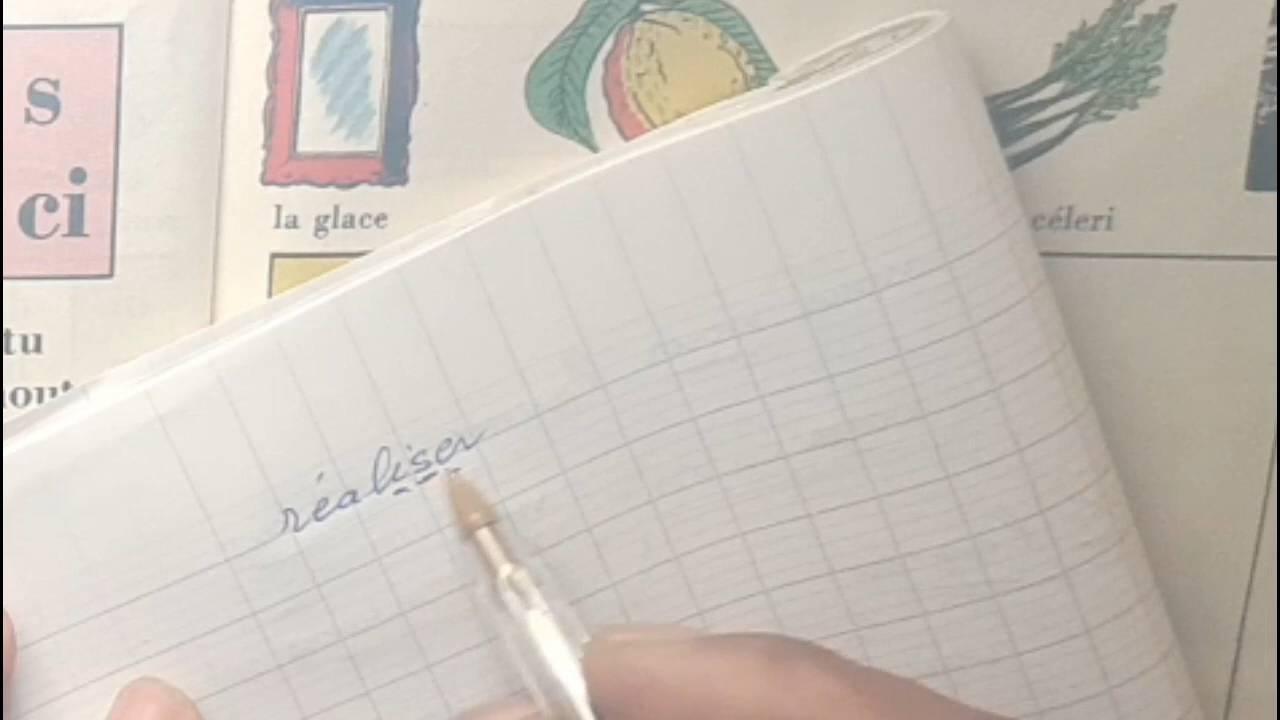 s
ci
tu
la glace
céleri
réaliser